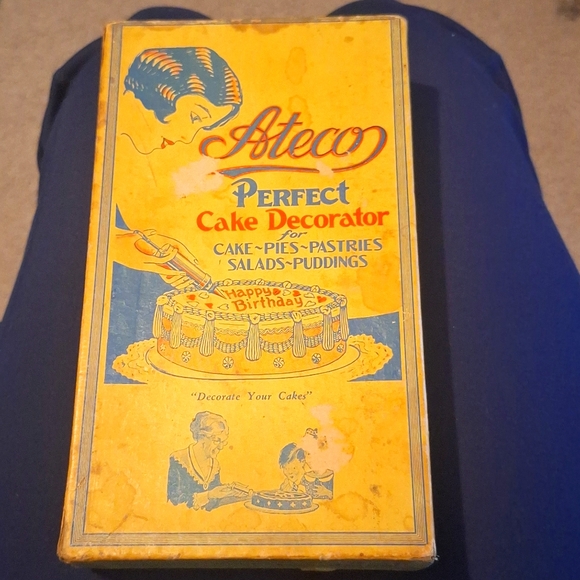 Ateco
PERFECT
Cake Decorator
for
CAKE~PIES~PASTRIES
SALADS~PUDDINGS
Happy
Birthday
"Decorate Your Cakes"